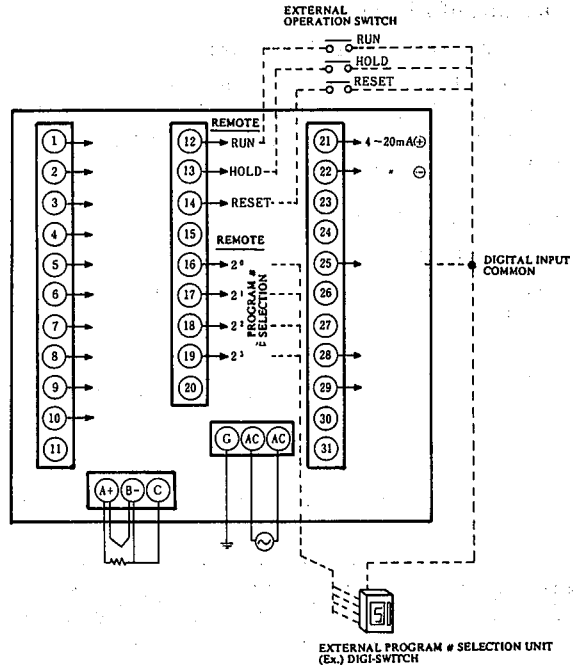 EXTERNAL
OPERATION SWITCH
RUN
HOLD
RESET
REMOTE
1
2
3
4
5
6
7
8
9
10
11
12 RUN
13 HOLD
14 RESET
15
REMOTE
16 2⁰
17 2¹
18 2²
19 2³
20
PROGRAM #
SELECTION
21 4~20mA ⊕
22 〃 ⊖
23
24
25
26
27
28
29
30
31
DIGITAL INPUT
COMMON
G AC AC
A+ B- C
5
EXTERNAL PROGRAM # SELECTION UNIT
(Ex.) DIGI-SWITCH